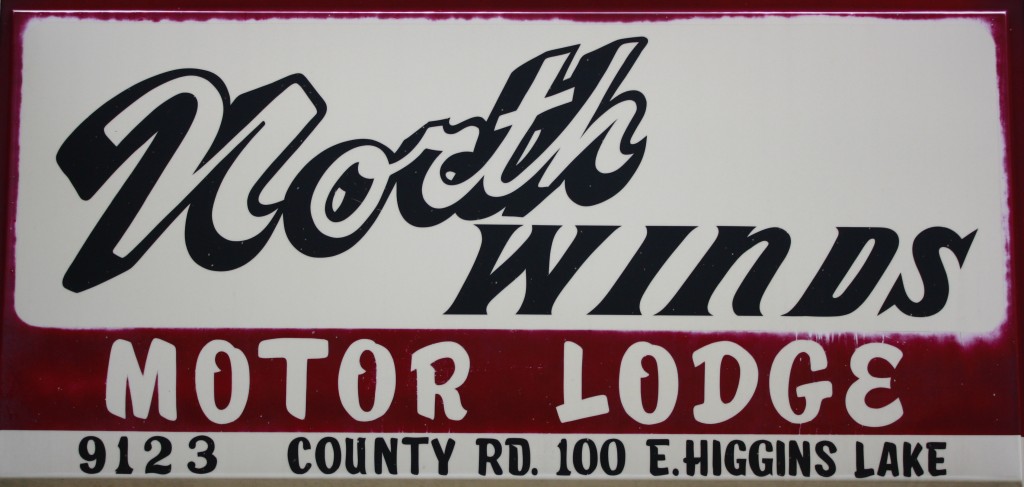 North
WINDS
MOTOR LODGE
9123 COUNTY RD. 100 E. HIGGINS LAKE